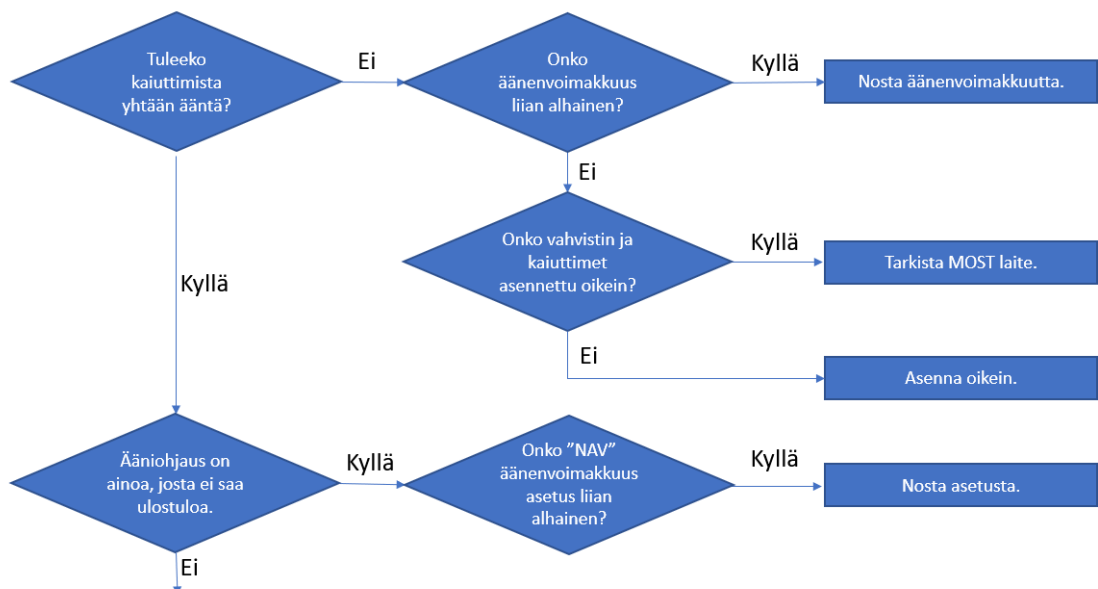 Tuleeko
kaiuttimista
yhtään ääntä?
Ei
Onko
äänenvoimakkuus
liian alhainen?
Kyllä
Nosta äänenvoimakkuutta.
Ei
Onko vahvistin ja
kaiuttimet
asennettu oikein?
Kyllä
Tarkista MOST laite.
Kyllä
Ei
Asenna oikein.
Ääniohjaus on
ainoa, josta ei saa
ulostuloa.
Kyllä
Onko ”NAV”
äänenvoimakkuus
asetus liian
alhainen?
Kyllä
Nosta asetusta.
Ei